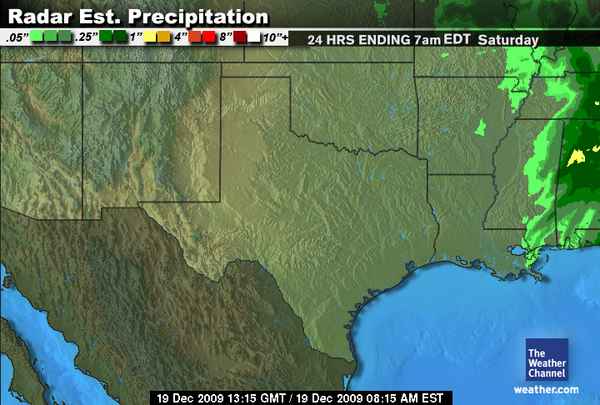 Radar Est. Precipitation
.05" .25" 1" 4" 8" 10"+
24 HRS ENDING 7am EDT Saturday
The
Weather
Channel
weather.com
19 Dec 2009 13:15 GMT / 19 Dec 2009 08:15 AM EST